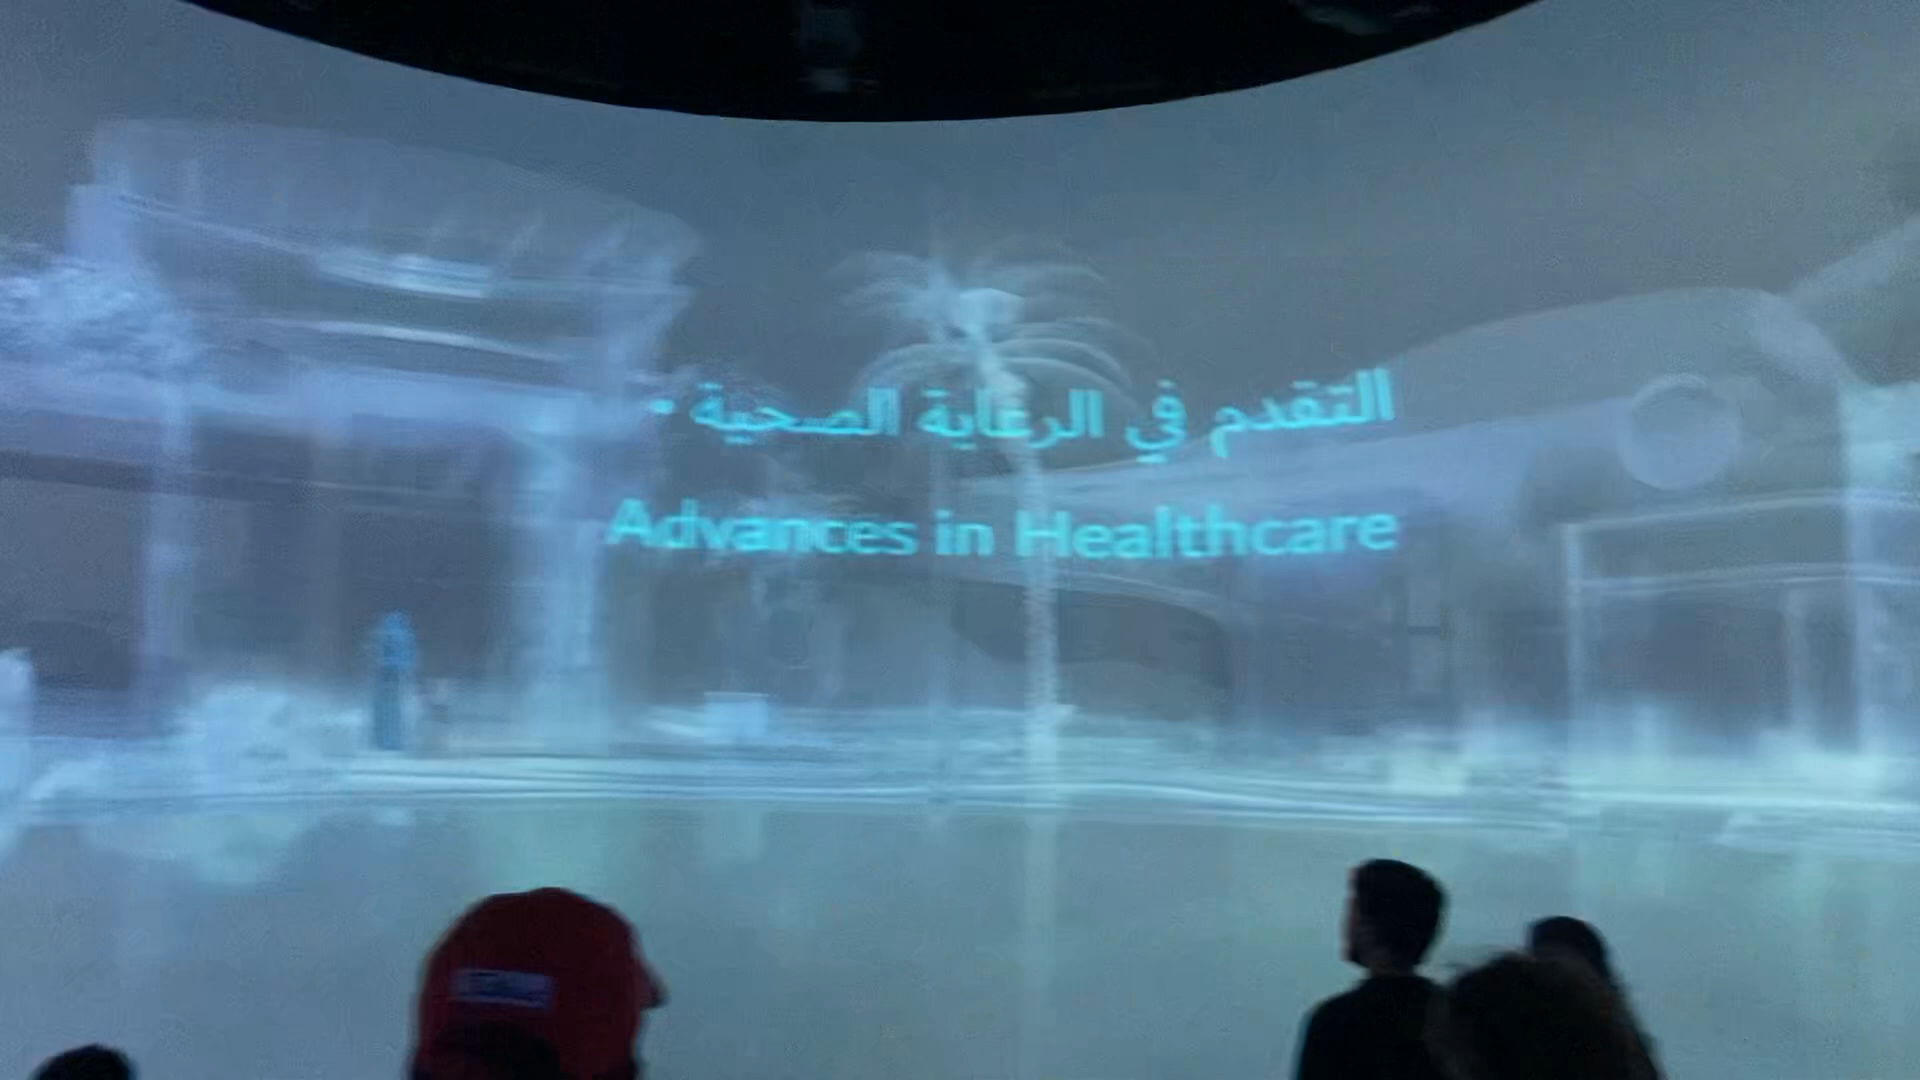 التقدم في الرعاية الصحية •
Advances in Healthcare